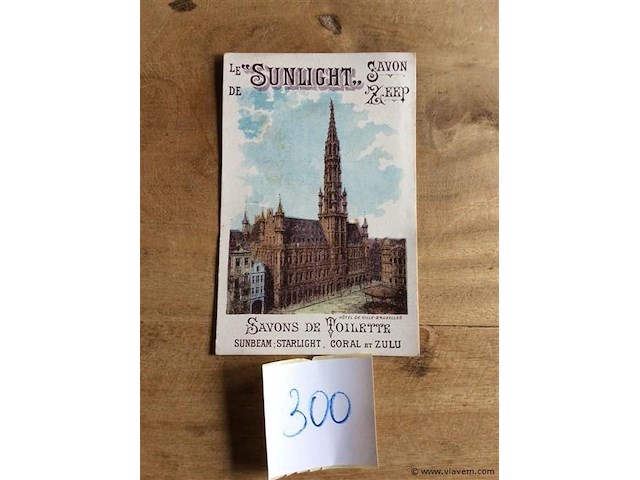 LE "SUNLIGHT" SAVON
DE ZEEP
HÔTEL DE VILLE-BRUXELLES
SAVONS DE TOILETTE
SUNBEAM, STARLIGHT, CORAL ET ZULU
300
© www.viavem.com